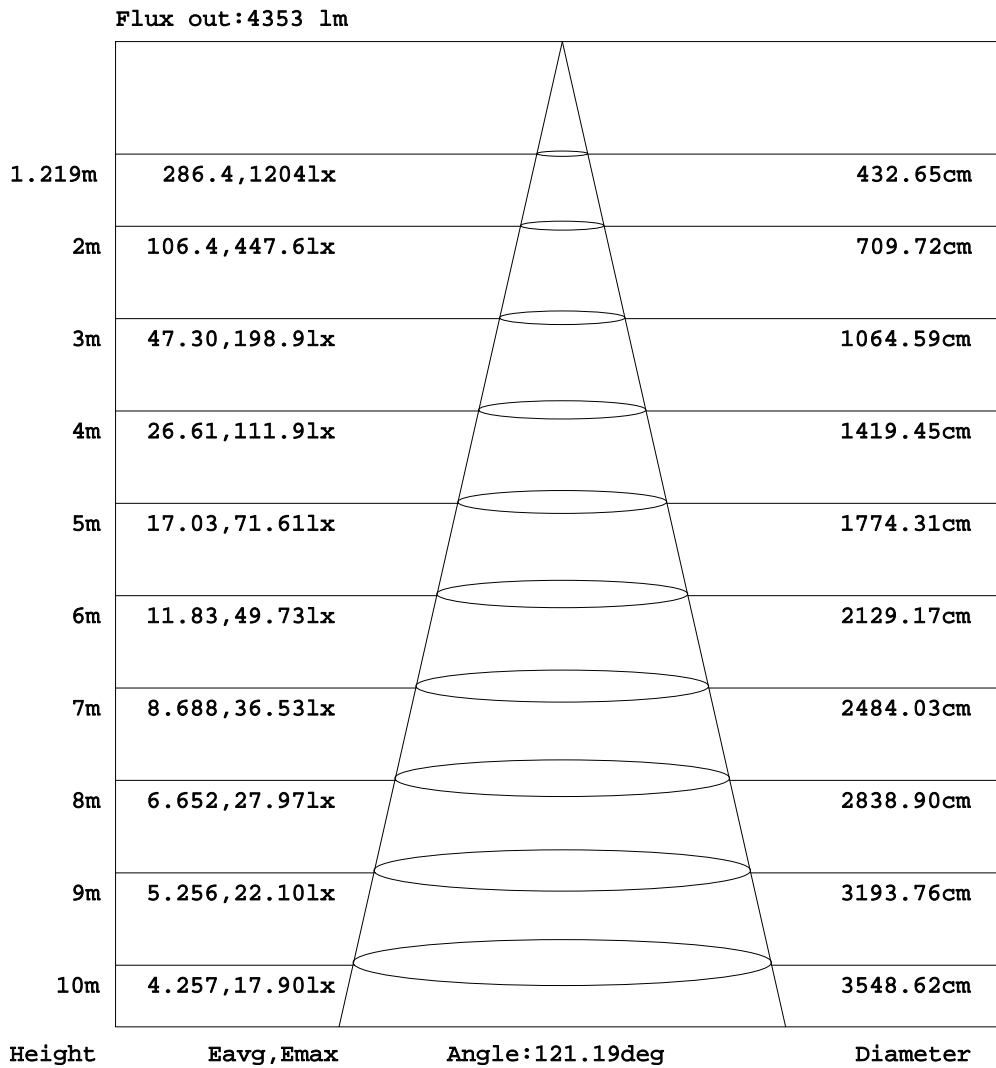 Flux out:4353 lm
1.219m 286.4,1204lx 432.65cm
2m 106.4,447.6lx 709.72cm
3m 47.30,198.9lx 1064.59cm
4m 26.61,111.9lx 1419.45cm
5m 17.03,71.61lx 1774.31cm
6m 11.83,49.73lx 2129.17cm
7m 8.688,36.53lx 2484.03cm
8m 6.652,27.97lx 2838.90cm
9m 5.256,22.10lx 3193.76cm
10m 4.257,17.90lx 3548.62cm
Height Eavg,Emax Angle:121.19deg Diameter